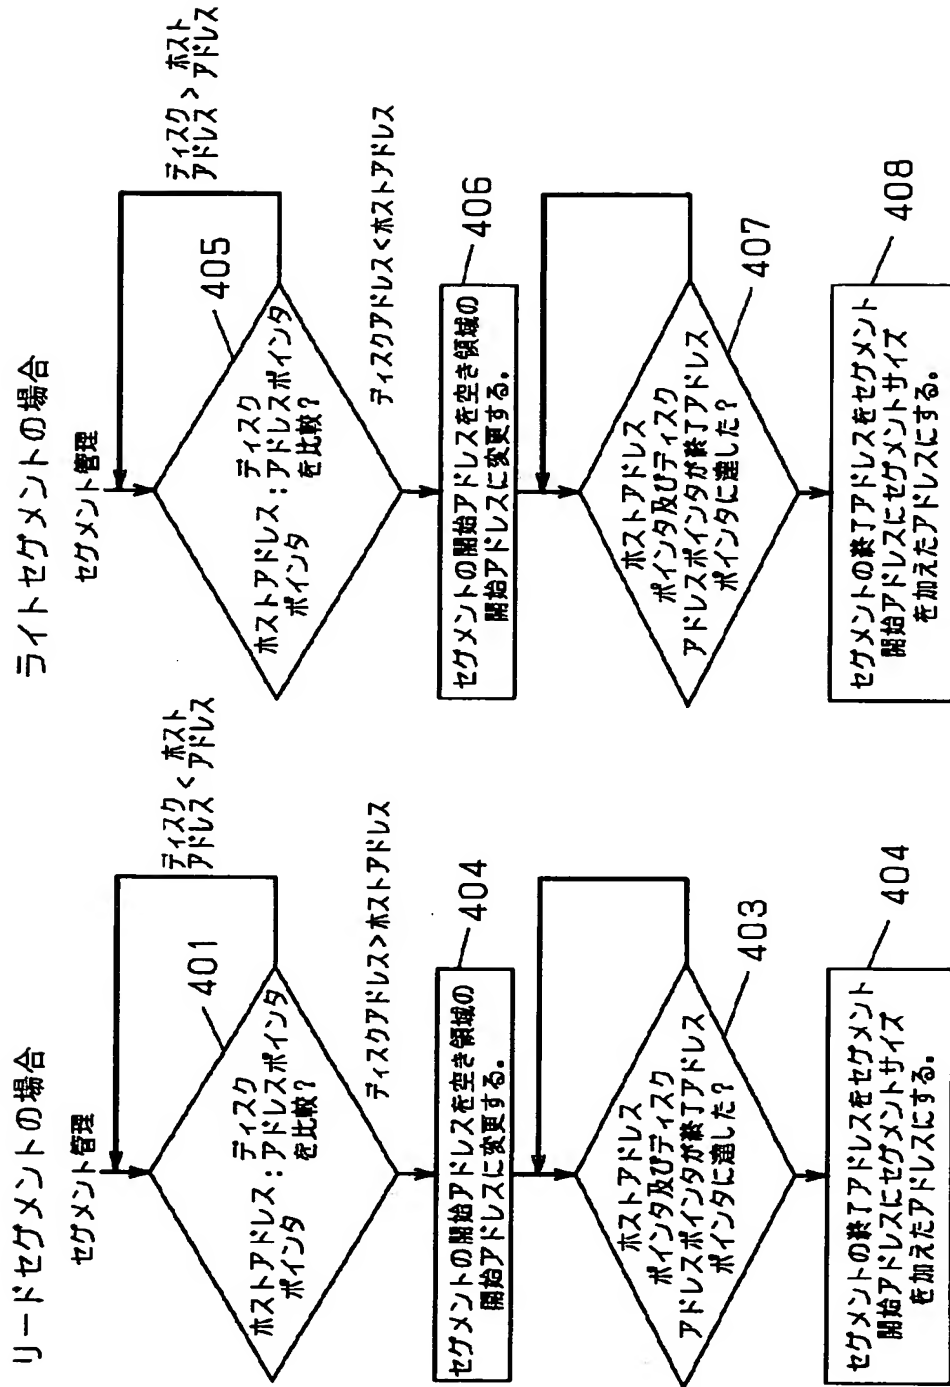 リードセグメントの場合
セグメント管理
401
ディスク < ホスト
アドレス アドレス
ディスク
ホストアドレス：アドレスポインタ
ポインタ を比較？
ディスクアドレス>ホストアドレス
404
セグメントの開始アドレスを空き領域の
開始アドレスに変更する。
403
ホストアドレス
ポインタ及びディスク
アドレスポインタが終了アドレス
ポインタに達した？
404
セグメントの終了アドレスをセグメント
開始アドレスにセグメントサイズ
を加えたアドレスにする。
ライトセグメントの場合
セグメント管理
405
ディスク > ホスト
アドレス アドレス
ディスク
ホストアドレス：アドレスポインタ
ポインタ を比較？
ディスクアドレス<ホストアドレス
406
セグメントの開始アドレスを空き領域の
開始アドレスに変更する。
407
ホストアドレス
ポインタ及びディスク
アドレスポインタが終了アドレス
ポインタに達した？
408
セグメントの終了アドレスをセグメント
開始アドレスにセグメントサイズ
を加えたアドレスにする。